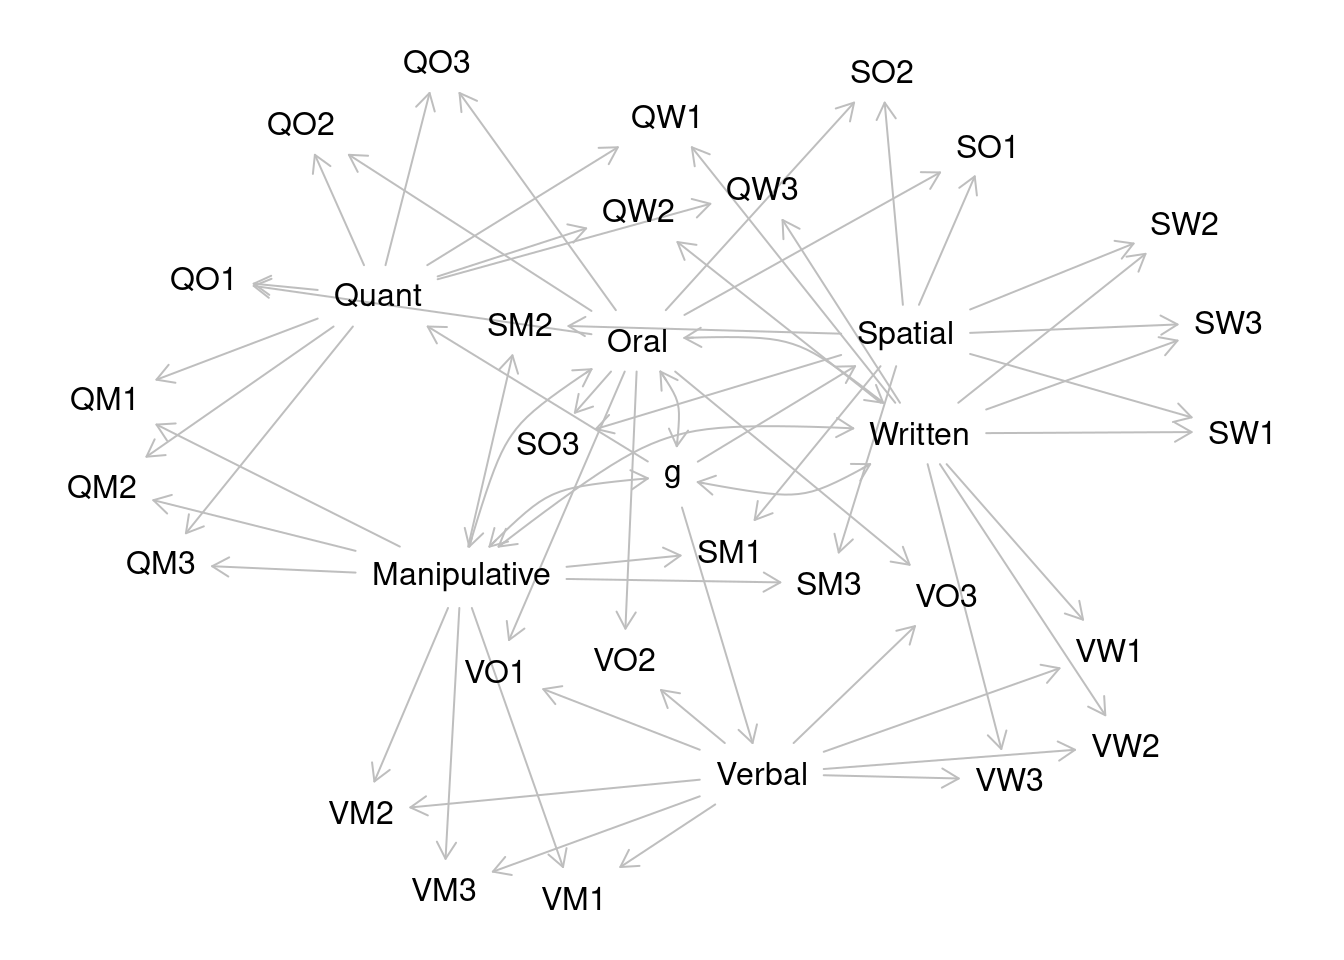 QO3
SO2
QW1
QO2
SO1
QW3
QW2
SW2
QO1
Quant
SM2
SW3
Spatial
Oral
QM1
Written
SW1
SO3
g
QM2
SM1
QM3
Manipulative
SM3
VO3
VW1
VO2
VO1
VW2
Verbal
VW3
VM2
VM3
VM1